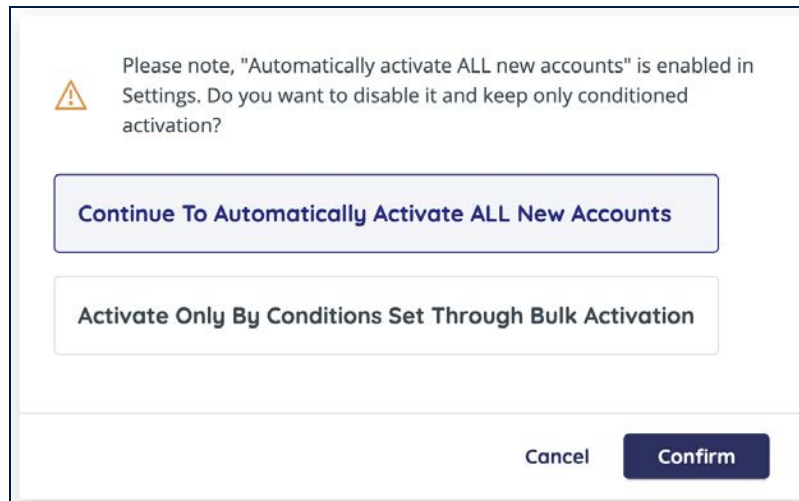 Please note, "Automatically activate ALL new accounts" is enabled in
Settings. Do you want to disable it and keep only conditioned
activation?
Continue To Automatically Activate ALL New Accounts
Activate Only By Conditions Set Through Bulk Activation
Cancel
Confirm